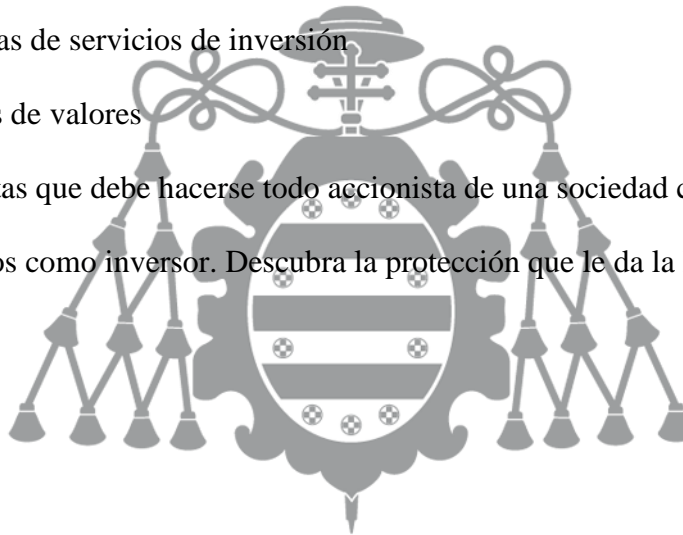 as de servicios de inversión
s de valores
tas que debe hacerse todo accionista de una sociedad c
os como inversor. Descubra la protección que le da la